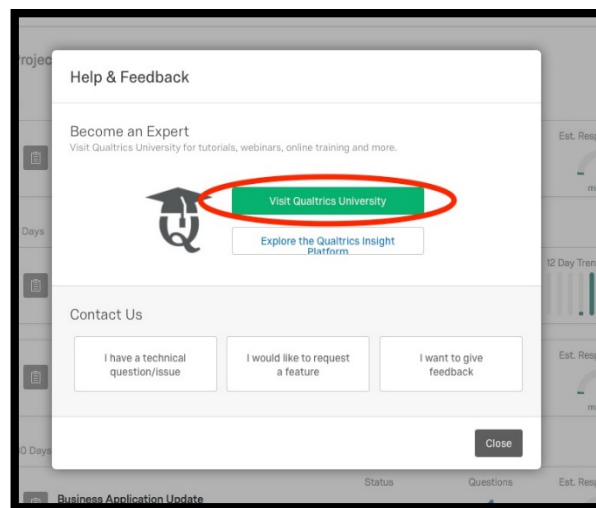 Projec
Help & Feedback
Become an Expert
Visit Qualtrics University for tutorials, webinars, online training and more.
Est. Resp
m
Visit Qualtrics University
Explore the Qualtrics Insight
Platform
Days
12 Day Tren
Contact Us
I have a technical
question/issue
I would like to request
a feature
I want to give
feedback
Est. Resp
m
Close
0 Days
Status
Questions
Est. Resp
Business Application Update